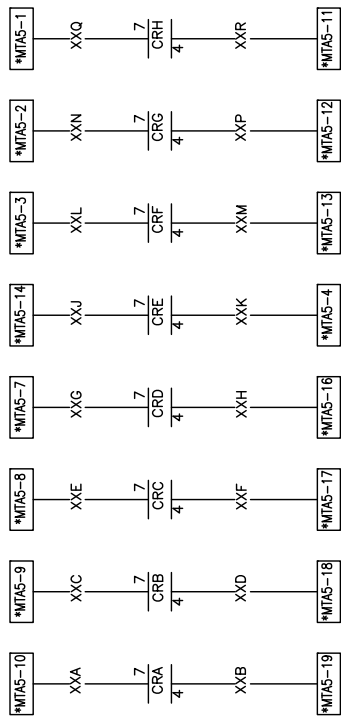 *MTA5-1 XXQ 7 CRH 4 XXR *MTA5-11
*MTA5-2 XXN 7 CRG 4 XXP *MTA5-12
*MTA5-3 XXL 7 CRF 4 XXM *MTA5-13
*MTA5-14 XXJ 7 CRE 4 XXK *MTA5-4
*MTA5-7 XXG 7 CRD 4 XXH *MTA5-16
*MTA5-8 XXE 7 CRC 4 XXF *MTA5-17
*MTA5-9 XXC 7 CRB 4 XXD *MTA5-18
*MTA5-10 XXA 7 CRA 4 XXB *MTA5-19